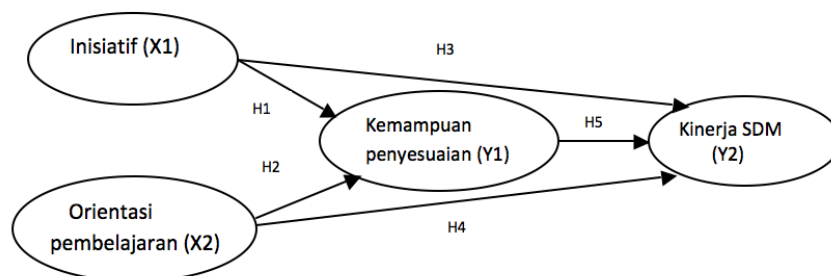 Inisiatif (X1)
H3
H1
Kemampuan
penyesuaian (Y1)
H5
Kinerja SDM
(Y2)
H2
Orientasi
pembelajaran (X2)
H4